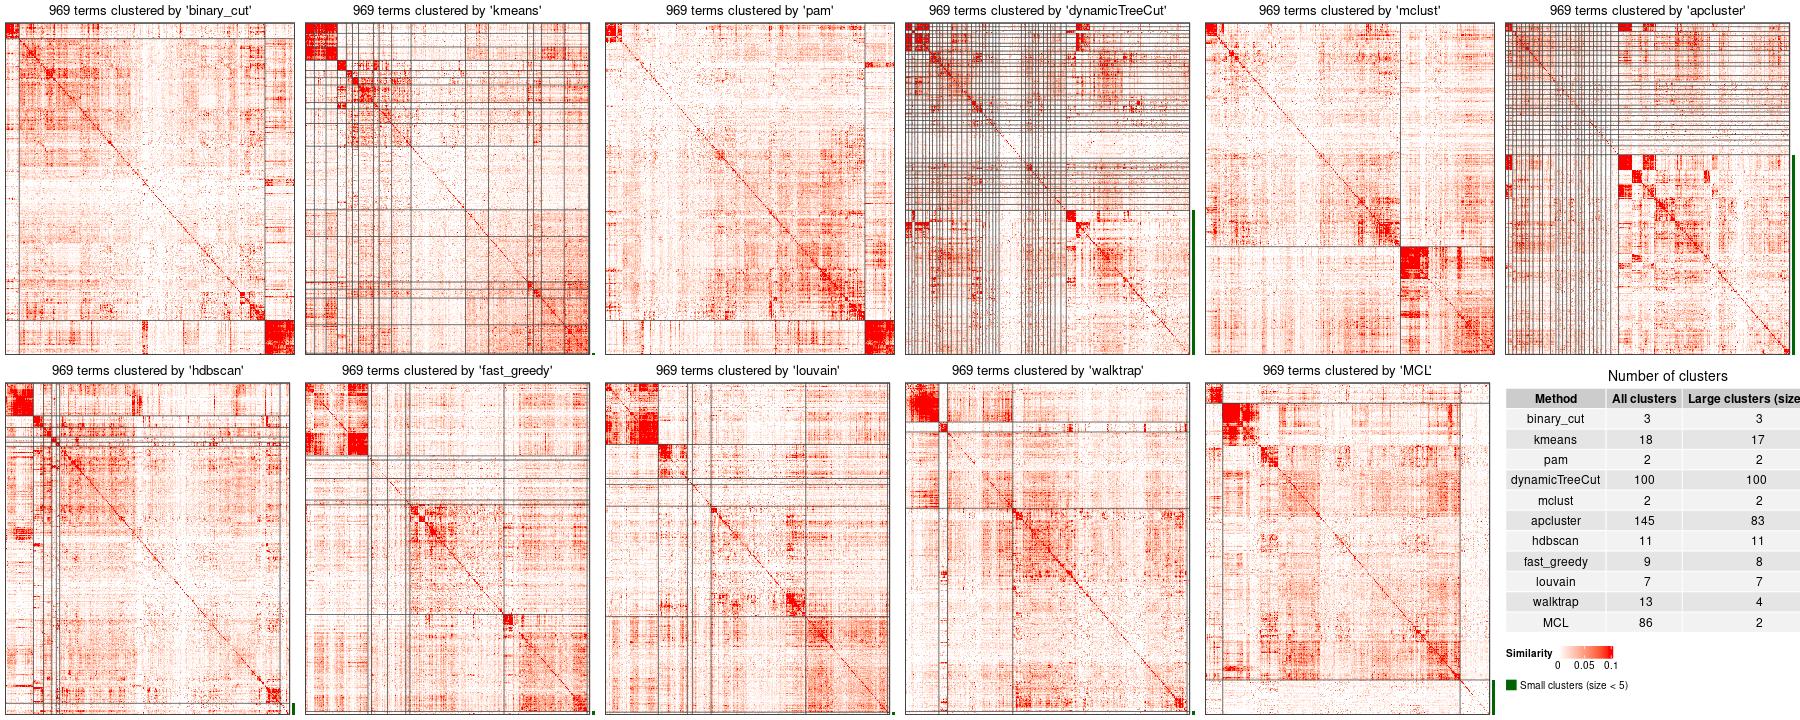 969 terms clustered by 'binary_cut'
969 terms clustered by 'kmeans'
969 terms clustered by 'pam'
969 terms clustered by 'dynamicTreeCut'
969 terms clustered by 'mclust'
969 terms clustered by 'apcluster'
969 terms clustered by 'hdbscan'
969 terms clustered by 'fast_greedy'
969 terms clustered by 'louvain'
969 terms clustered by 'walktrap'
969 terms clustered by 'MCL'
Number of clusters
Method All clusters Large clusters (size
binary_cut 3 3
kmeans 18 17
pam 2 2
dynamicTreeCut 100 100
mclust 2 2
apcluster 145 83
hdbscan 11 11
fast_greedy 9 8
louvain 7 7
walktrap 13 4
MCL 86 2
Similarity
0 0.05 0.1
Small clusters (size < 5)